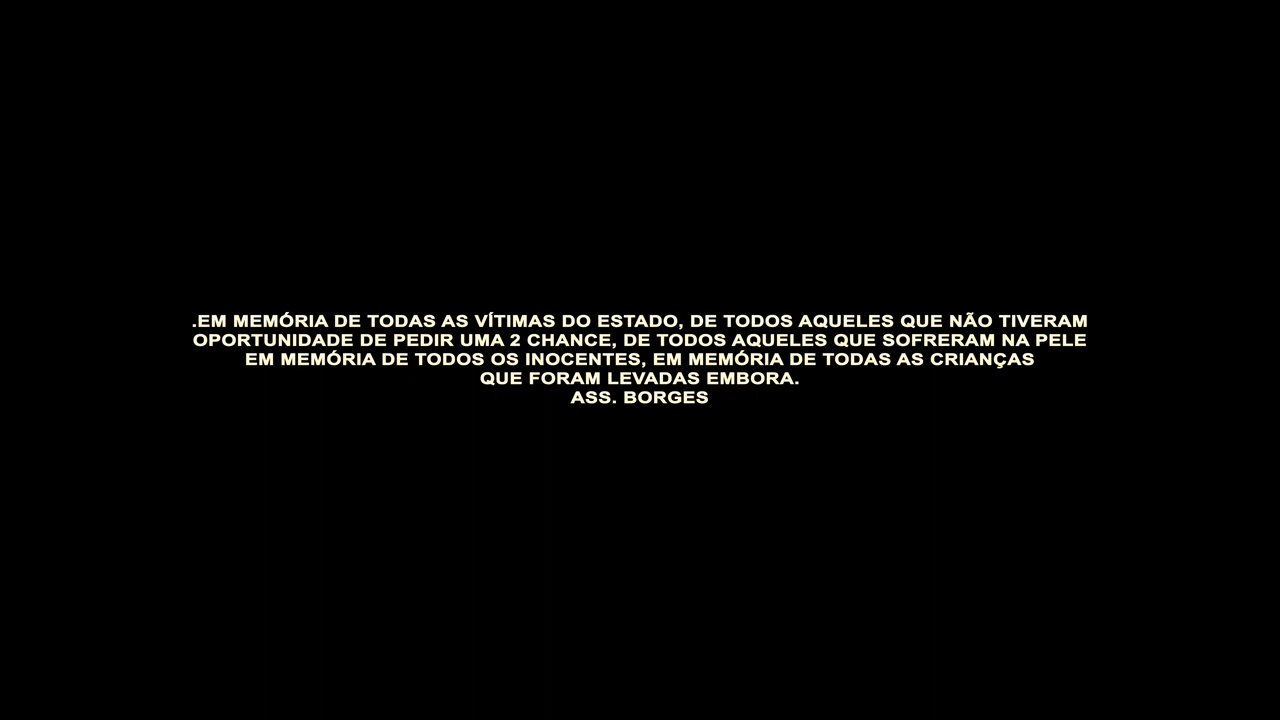 .EM MEMÓRIA DE TODAS AS VÍTIMAS DO ESTADO, DE TODOS AQUELES QUE NÃO TIVERAM
OPORTUNIDADE DE PEDIR UMA 2 CHANCE, DE TODOS AQUELES QUE SOFRERAM NA PELE
EM MEMÓRIA DE TODOS OS INOCENTES, EM MEMÓRIA DE TODAS AS CRIANÇAS
QUE FORAM LEVADAS EMBORA.
ASS. BORGES